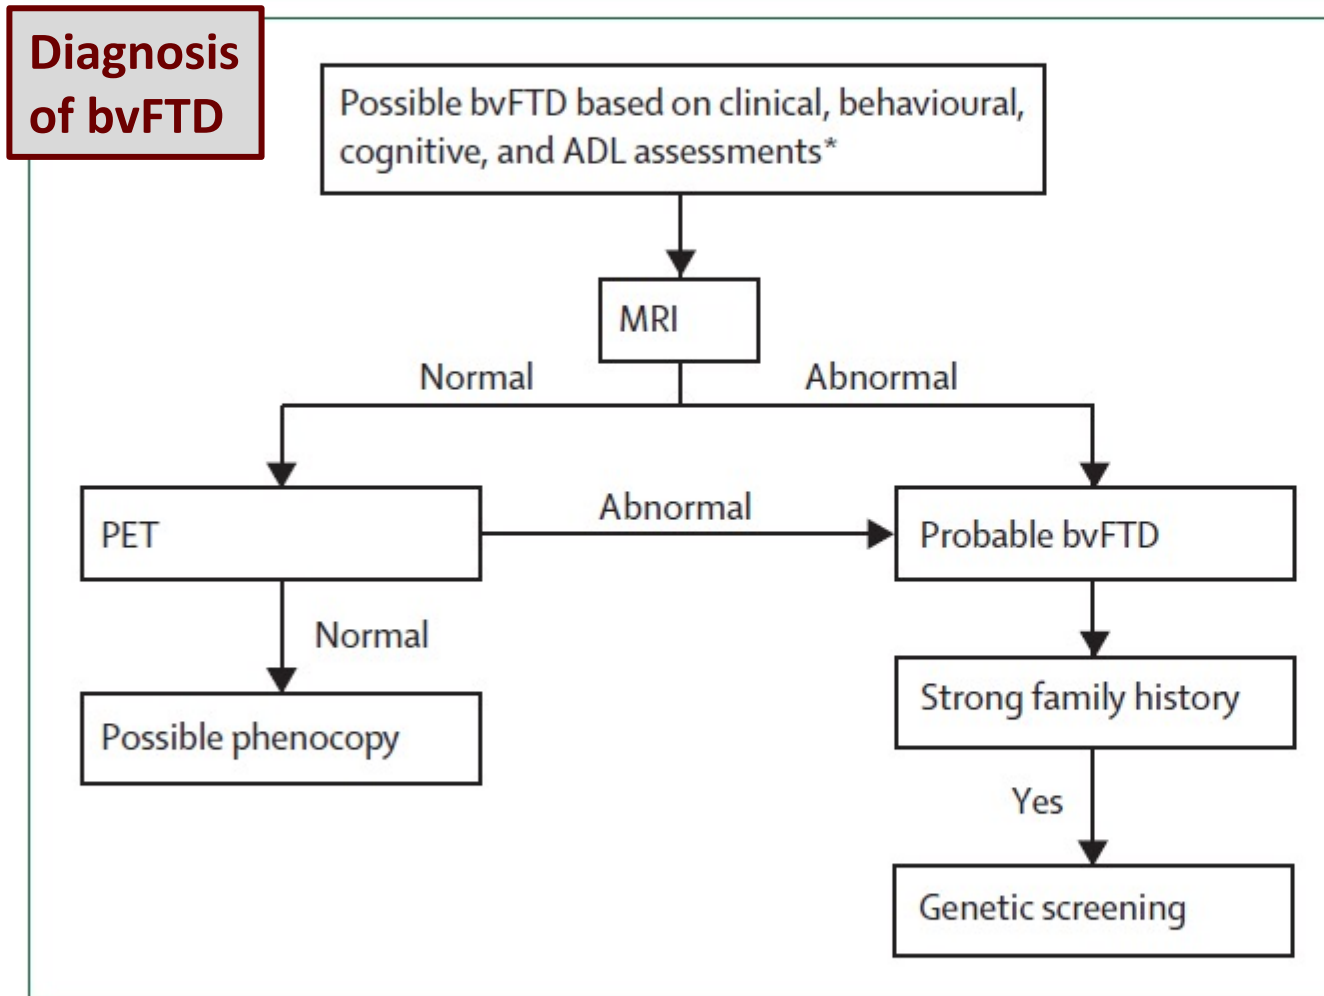 Diagnosis
of bvFTD
Possible bvFTD based on clinical, behavioural,
cognitive, and ADL assessments*
MRI
Normal
Abnormal
PET
Abnormal
Probable bvFTD
Normal
Strong family history
Possible phenocopy
Yes
Genetic screening